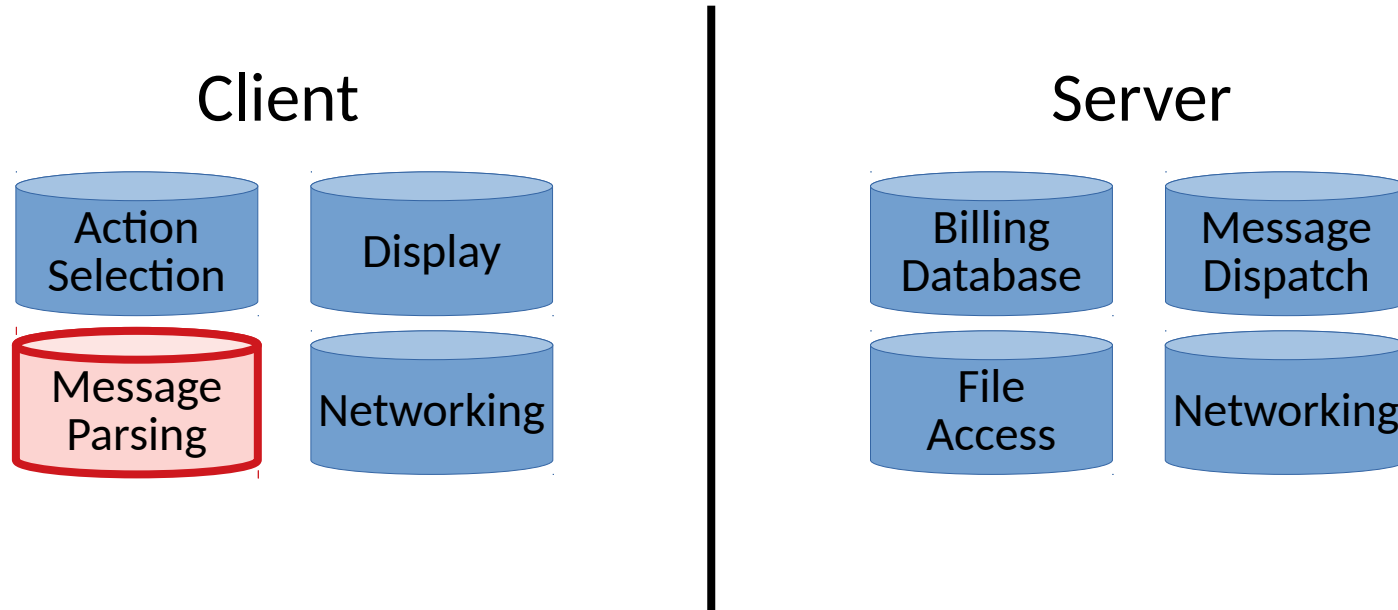 Client
Action
Selection
Display
Message
Parsing
Networking
Server
Billing
Database
Message
Dispatch
File
Access
Networking